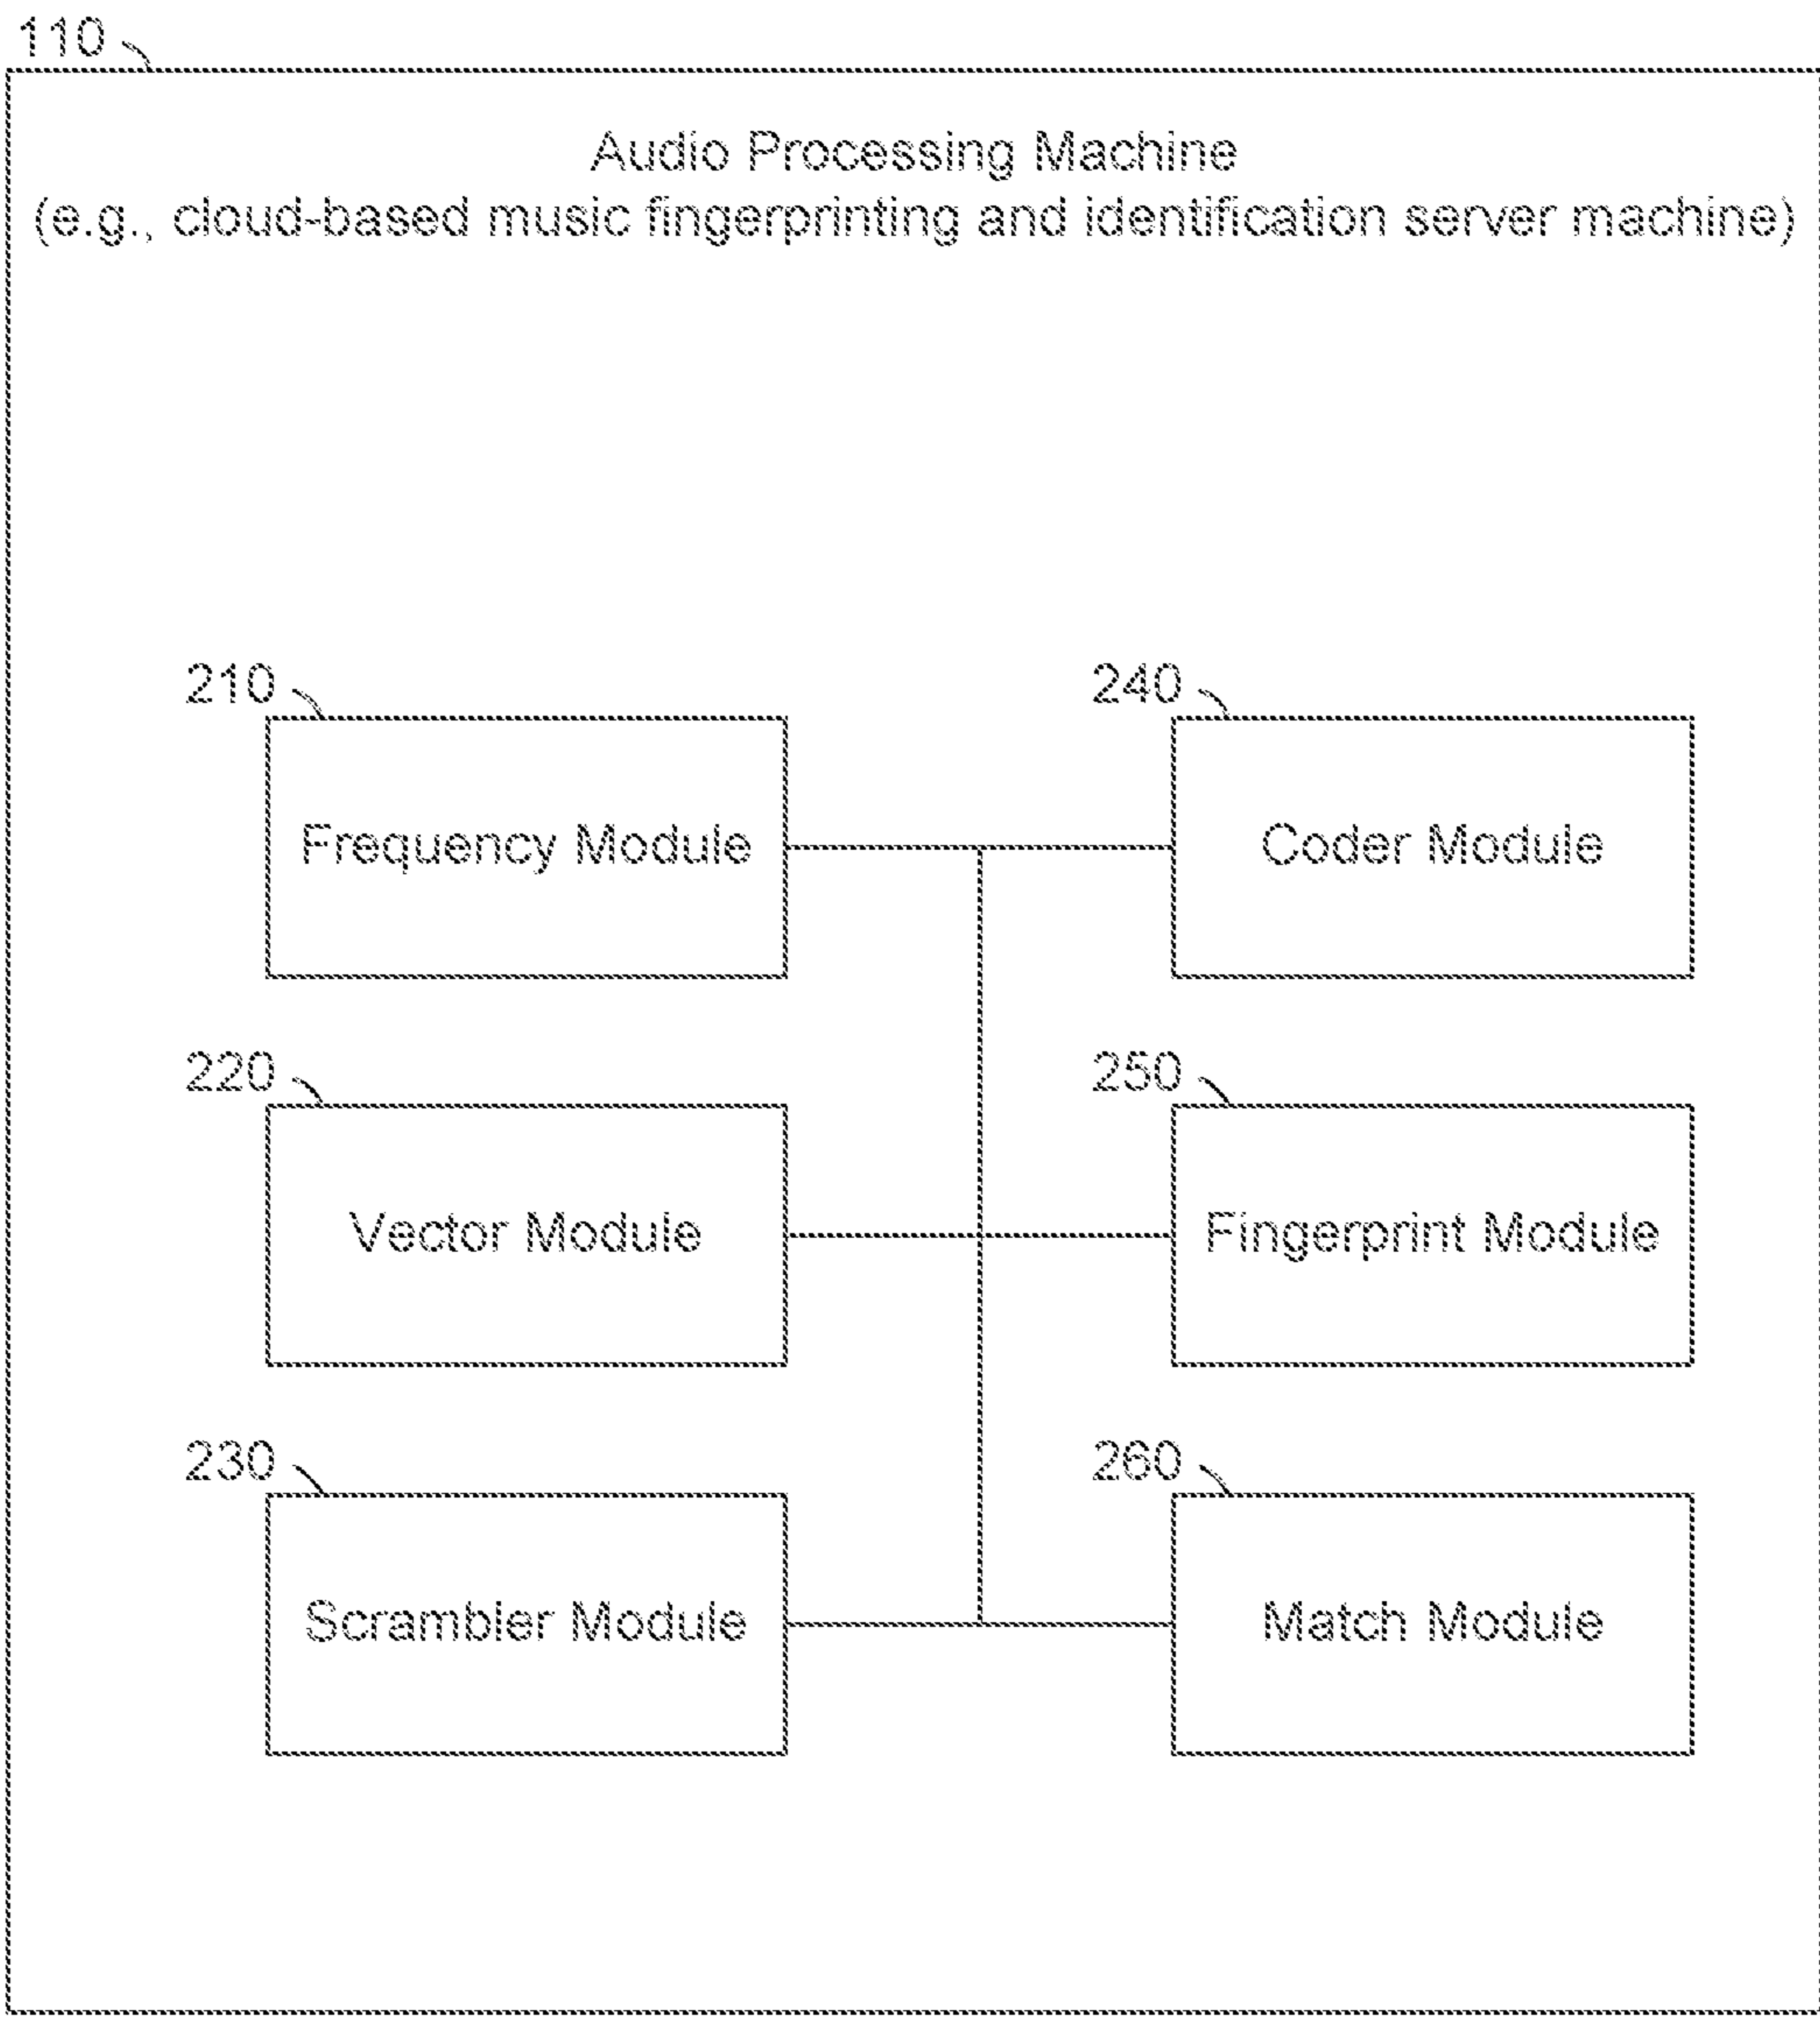 110
Audio Processing Machine
(e.g., cloud-based music fingerprinting and identification server machine)
210
Frequency Module
240
Coder Module
220
Vector Module
250
Fingerprint Module
230
Scrambler Module
260
Match Module